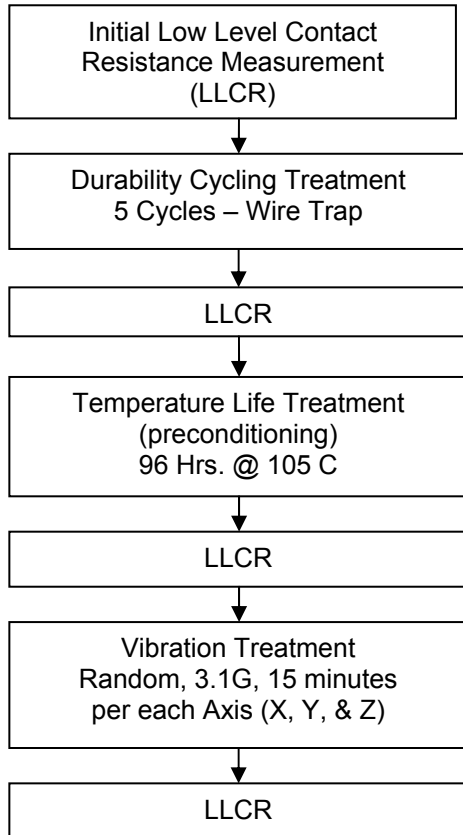 Initial Low Level Contact
Resistance Measurement
(LLCR)
Durability Cycling Treatment
5 Cycles – Wire Trap
LLCR
Temperature Life Treatment
(preconditioning)
96 Hrs. @ 105 C
LLCR
Vibration Treatment
Random, 3.1G, 15 minutes
per each Axis (X, Y, & Z)
LLCR